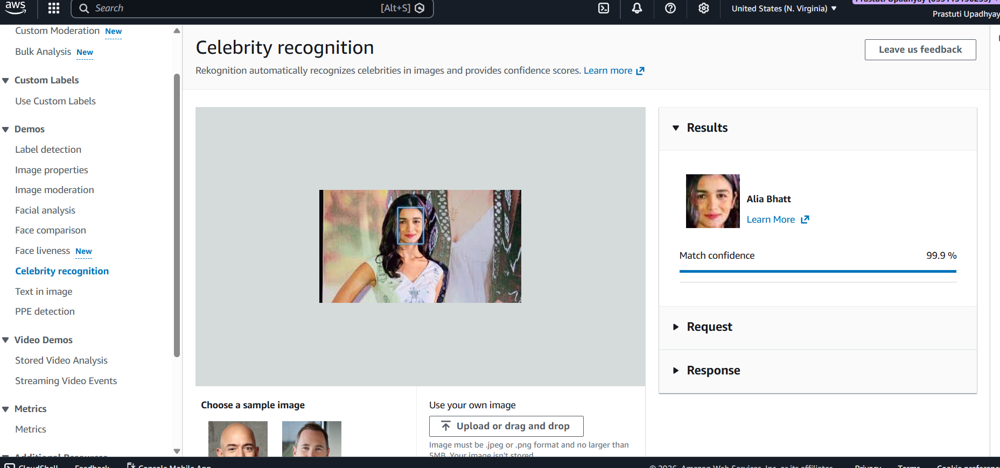 aws
Search
[Alt+S]
United States (N. Virginia)
Prastuti Upadhyay
Custom Moderation New
Bulk Analysis New
Custom Labels
Use Custom Labels
Demos
Label detection
Image properties
Image moderation
Facial analysis
Face comparison
Face liveness New
Celebrity recognition
Text in image
PPE detection
Video Demos
Stored Video Analysis
Streaming Video Events
Metrics
Metrics
Additional Resources
Celebrity recognition
Rekognition automatically recognizes celebrities in images and provides confidence scores. Learn more
Leave us feedback
Choose a sample image
Use your own image
Upload or drag and drop
Image must be .jpeg or .png format and no larger than
5MB. Your image isn't stored.
Results
Alia Bhatt
Learn More
Match confidence
99.9 %
Request
Response
CloudShell
Feedback
Console Mobile App
© 2026, Amazon Web Services, Inc. or its affiliates.
Privacy
Terms
Cookie preferences